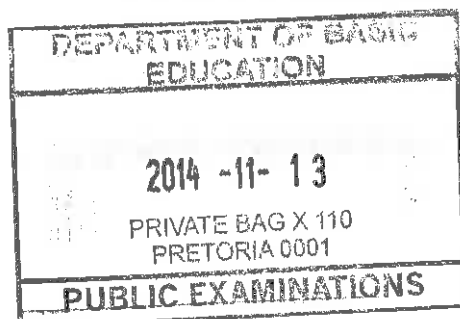 DEPARTMENT OF BASIC
EDUCATION
2014 -11- 13
PRIVATE BAG X 110
PRETORIA 0001
PUBLIC EXAMINATIONS